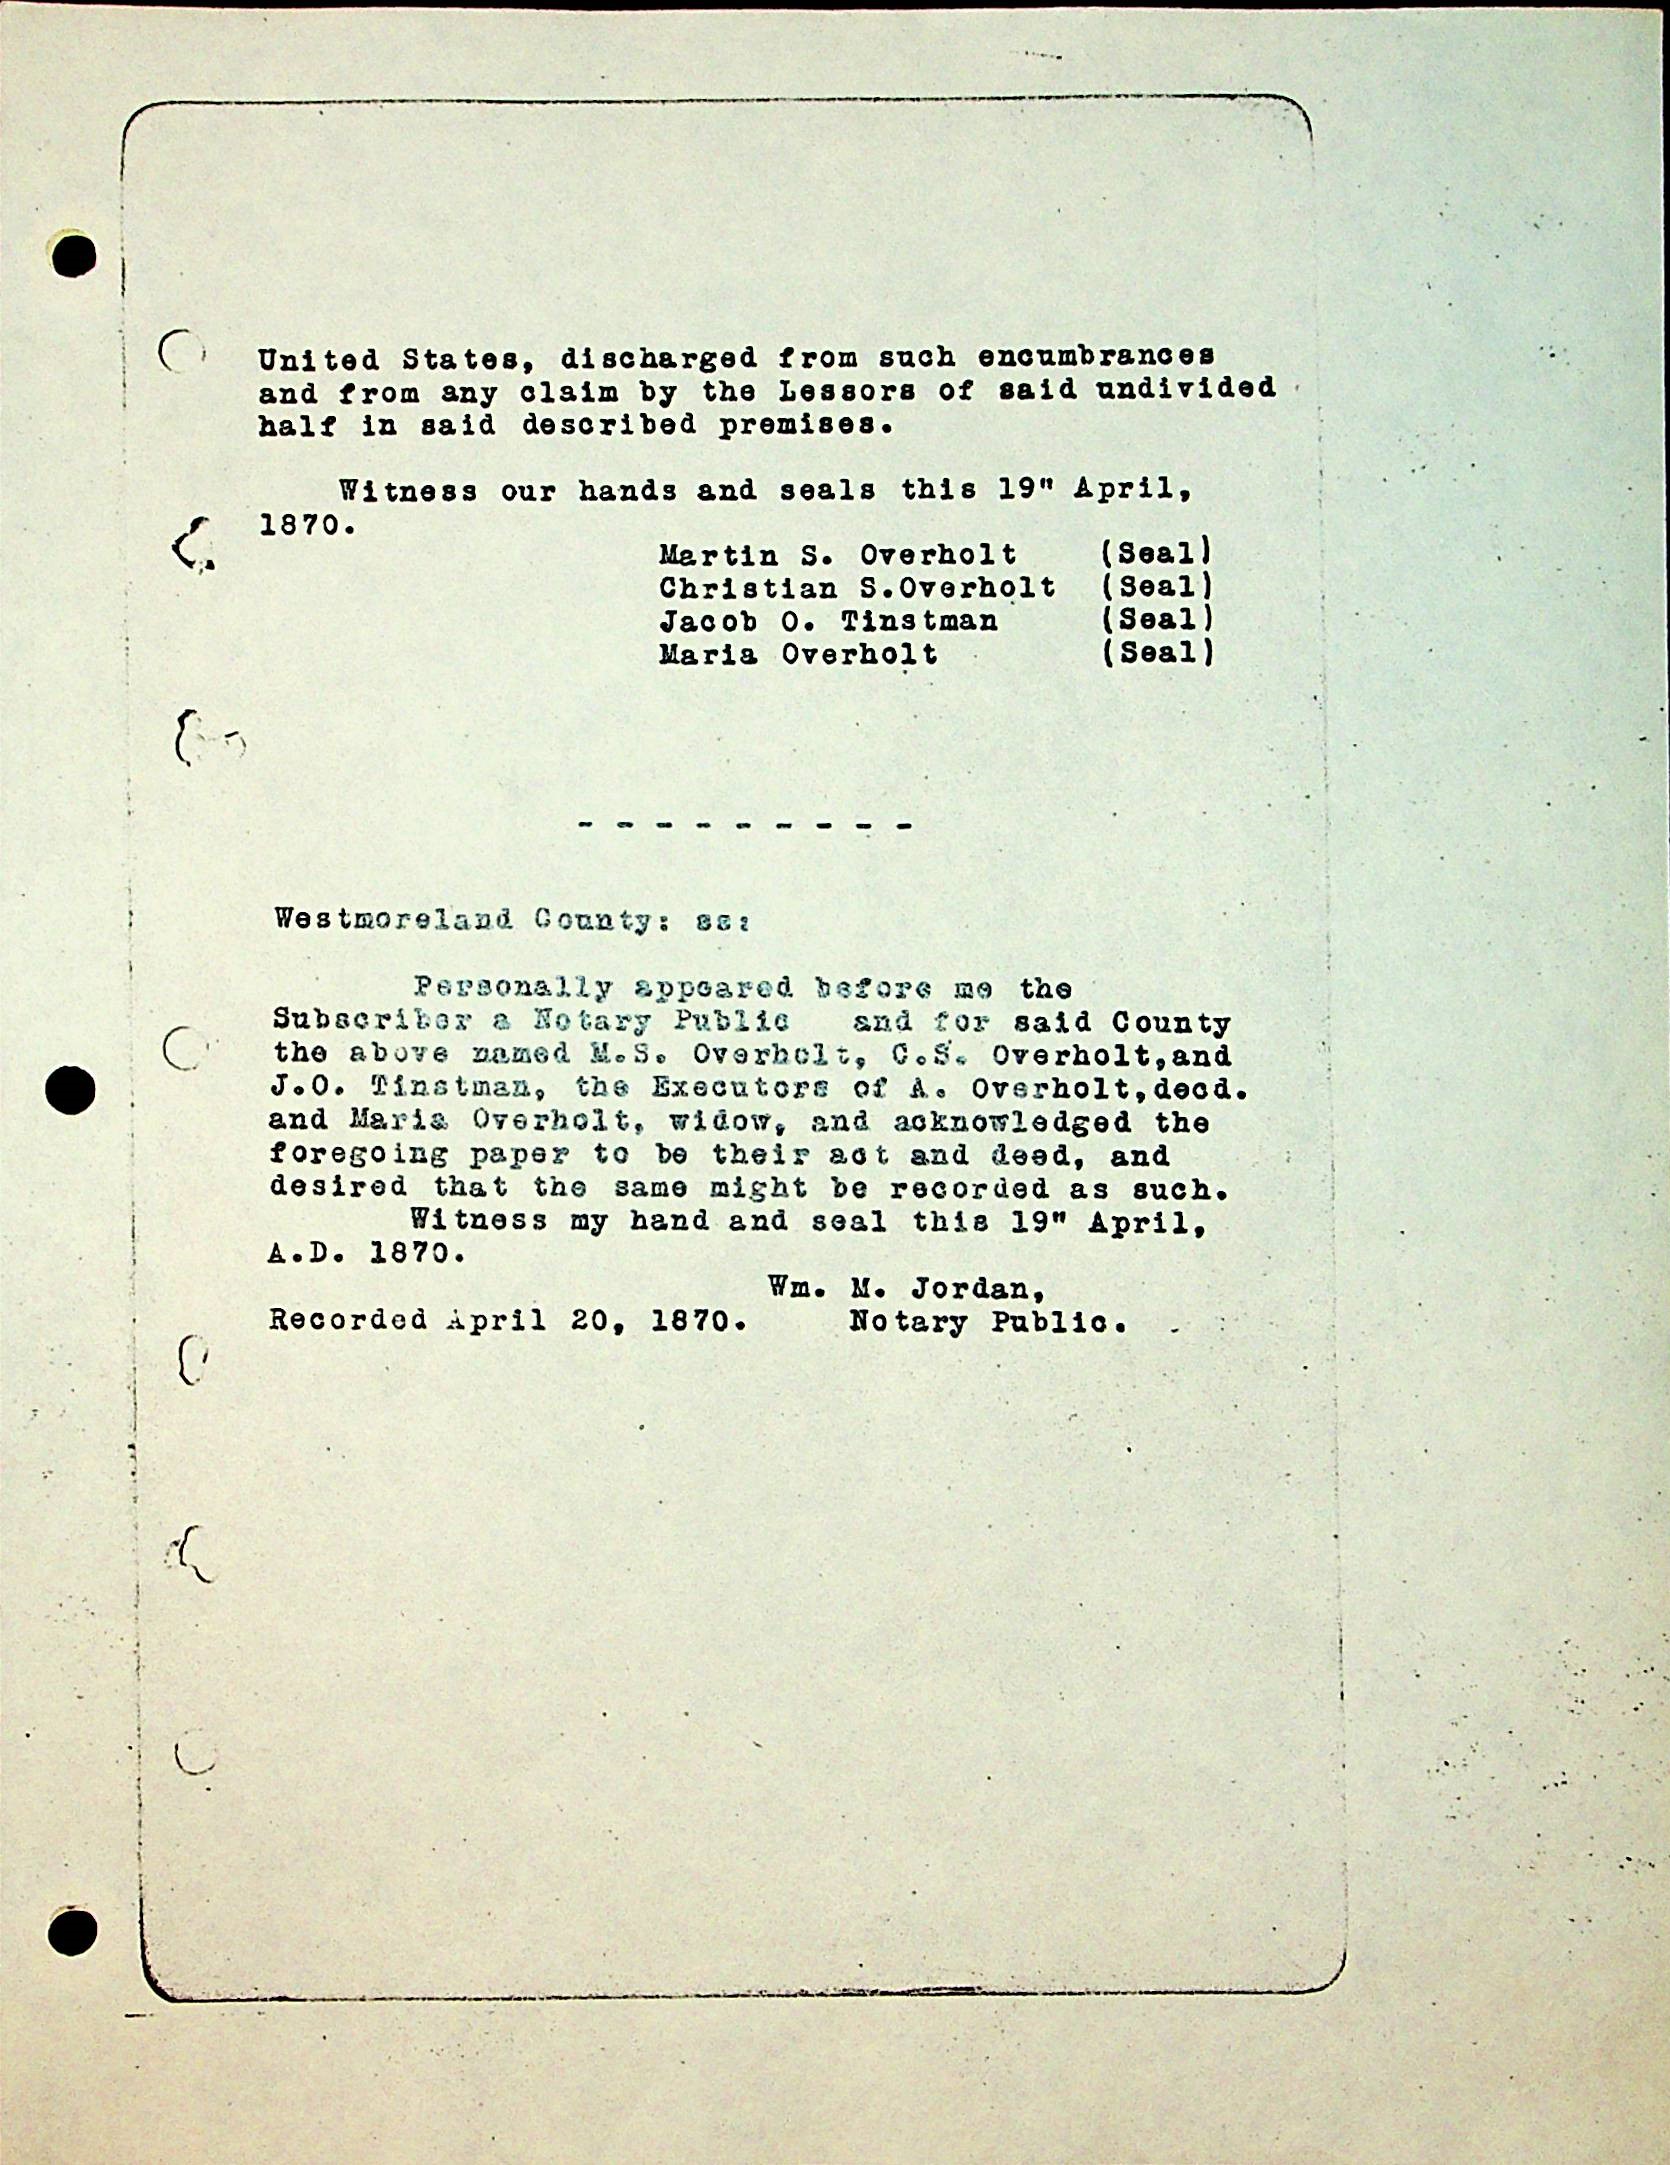 United States, discharged from such encumbrances
and from any claim by the Lessors of said undivided
half in said described premises.
Witness our hands and seals this 19" April,
1870.
Martin S. Overholt (Seal)
Christian S.Overholt (Seal)
Jacob O. Tinstman (Seal)
Maria Overholt (Seal)
- - - - - - - - -
Westmoreland County: ss:
Personally appeared before me the
Subscriber a Notary Public and for said County
the above named M.S. Overholt, C.S. Overholt,and
J.O. Tinstman, the Executors of A. Overholt,decd.
and Maria Overholt, widow, and acknowledged the
foregoing paper to be their act and deed, and
desired that the same might be recorded as such.
Witness my hand and seal this 19" April,
A.D. 1870.
Wm. M. Jordan,
Recorded April 20, 1870. Notary Public.